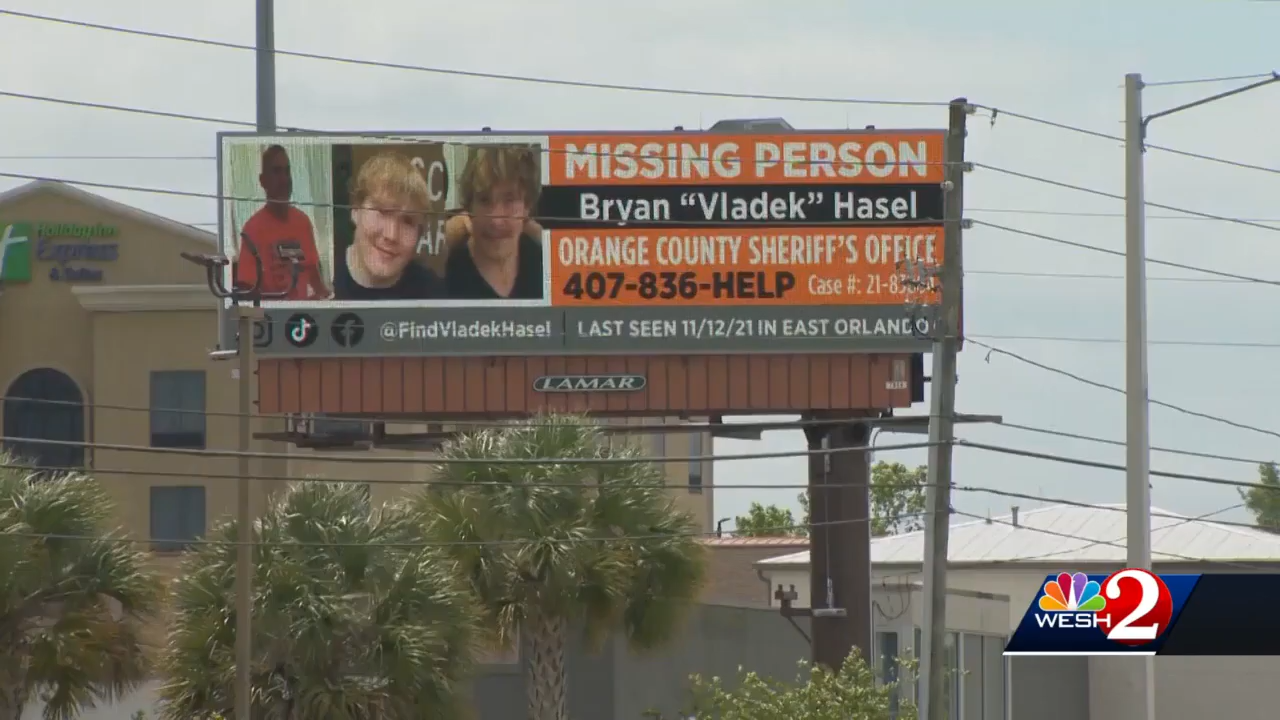 MISSING PERSON
Bryan "Vladek" Hasel
ORANGE COUNTY SHERIFF'S OFFICE
407-836-HELP Case #:
@FindVladekHasel LAST SEEN 11/12/21 IN EAST ORLANDO
LAMAR
Holiday Inn
Express
& Suites
WESH 2